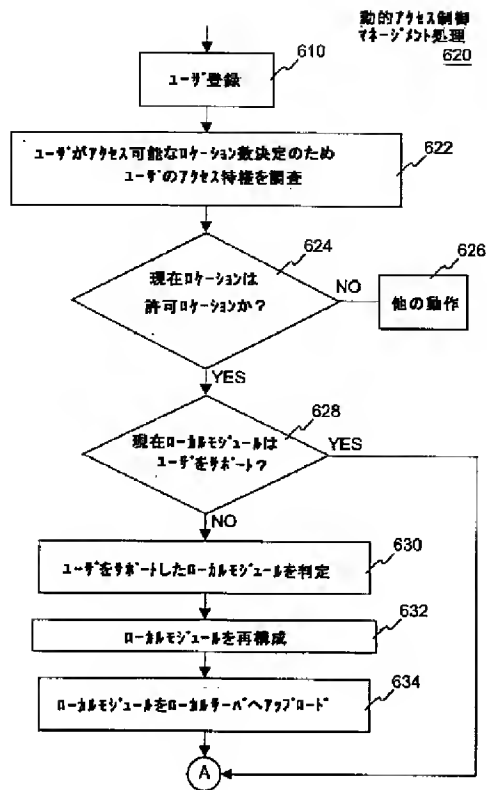 動的アクセス制御
マネージメント処理
620
ユーザ登録
610
ユーザがアクセス可能なロケーション数決定のため
ユーザのアクセス特権を調査
622
624
現在ロケーションは
許可ロケーションか?
NO
626
他の動作
YES
628
現在ローカルモジュールは
ユーザをサポート?
YES
NO
630
ユーザをサポートしたローカルモジュールを判定
632
ローカルモジュールを再構成
634
ローカルモジュールをローカルサーバへアップロード
A